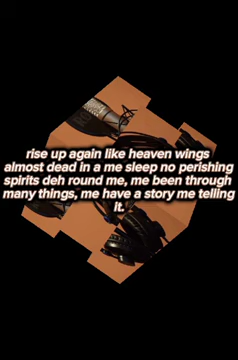 rise up again like heaven wings
almost dead in a me sleep no perishing
spirits deh round me, me been through
many things, me have a story me telling
it.